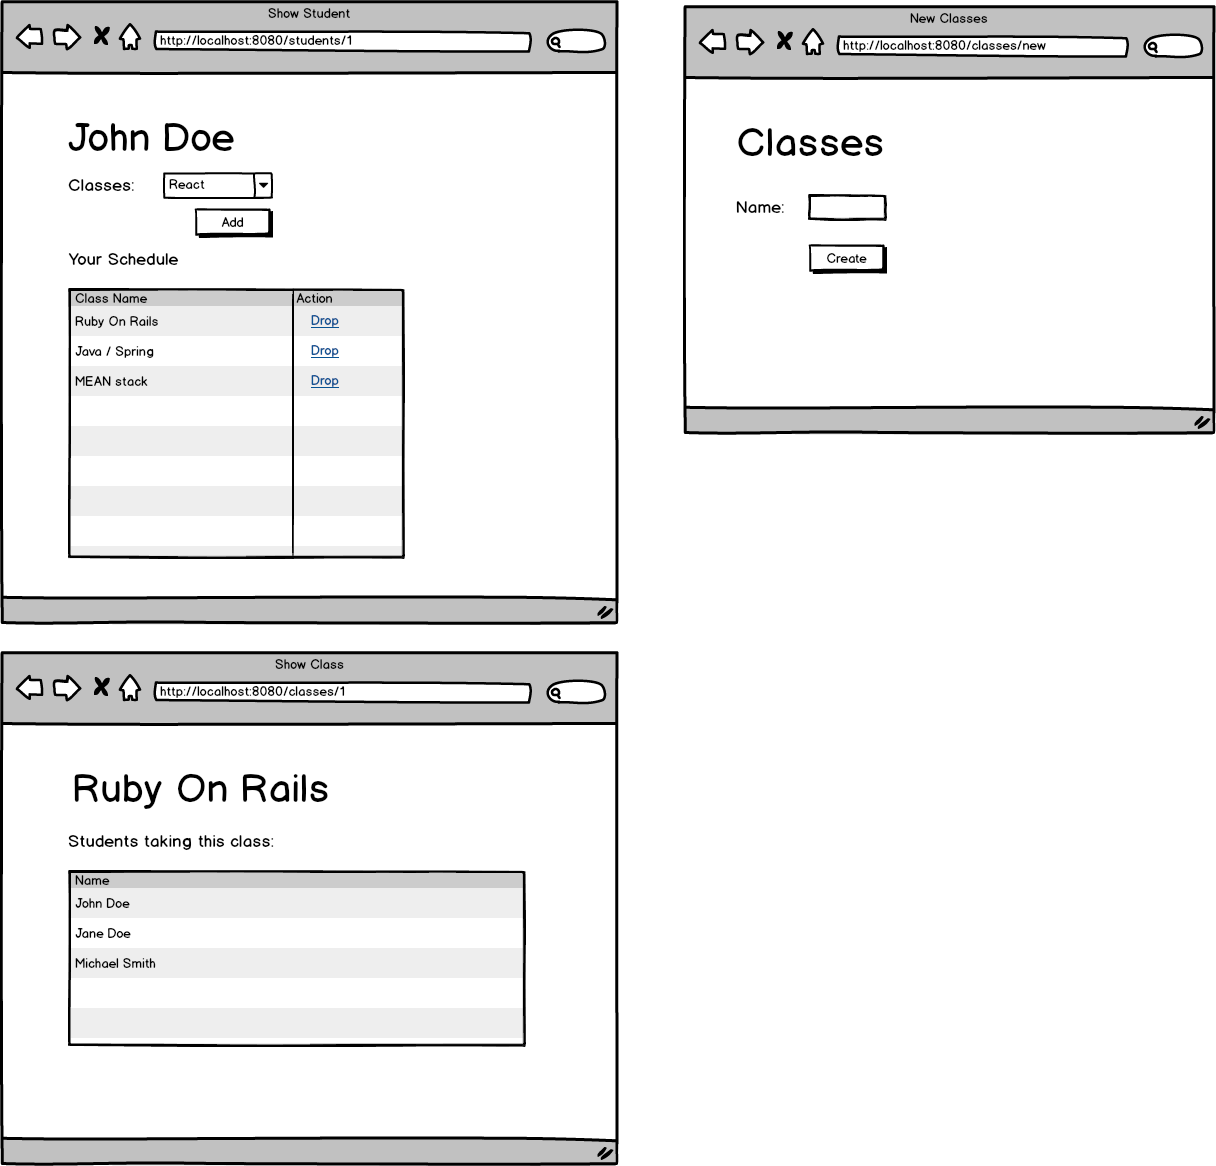 Show Student
http://localhost:8080/students/1
John Doe
Classes: React
Add
Your Schedule
Class Name Action
Ruby On Rails Drop
Java / Spring Drop
MEAN stack Drop
New Classes
http://localhost:8080/classes/new
Classes
Name:
Create
Show Class
http://localhost:8080/classes/1
Ruby On Rails
Students taking this class:
Name
John Doe
Jane Doe
Michael Smith